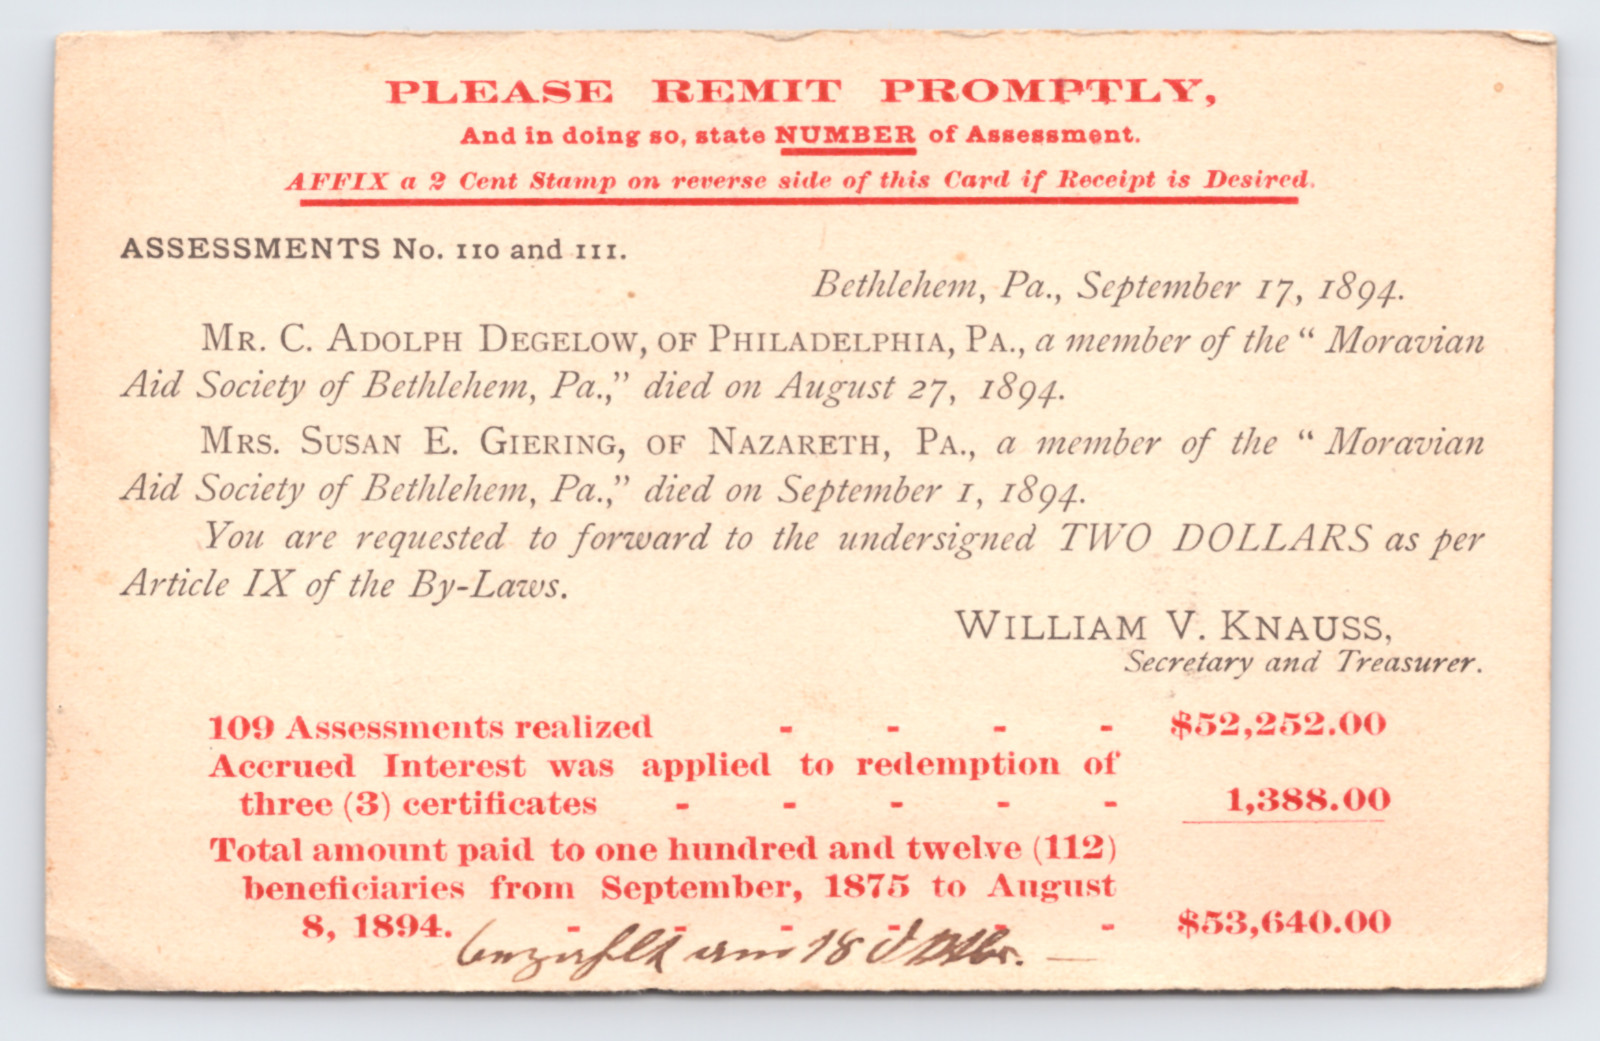 PLEASE REMIT PROMPTLY,
And in doing so, state NUMBER of Assessment.
AFFIX a 2 Cent Stamp on reverse side of this Card if Receipt is Desired.
ASSESSMENTS No. 110 and 111.
Bethlehem, Pa., September 17, 1894.
MR. C. ADOLPH DEGELOW, OF PHILADELPHIA, PA., a member of the “ Moravian
Aid Society of Bethlehem, Pa.,” died on August 27, 1894.
MRS. SUSAN E. GIERING, OF NAZARETH, PA., a member of the “ Moravian
Aid Society of Bethlehem, Pa.,” died on September 1, 1894.
You are requested to forward to the undersigned TWO DOLLARS as per
Article IX of the By-Laws.
WILLIAM V. KNAUSS,
Secretary and Treasurer.
109 Assessments realized - - - - $52,252.00
Accrued Interest was applied to redemption of
three (3) certificates - - - - - 1,388.00
Total amount paid to one hundred and twelve (112)
beneficiaries from September, 1875 to August
8, 1894. - - - - - - $53,640.00
am 18